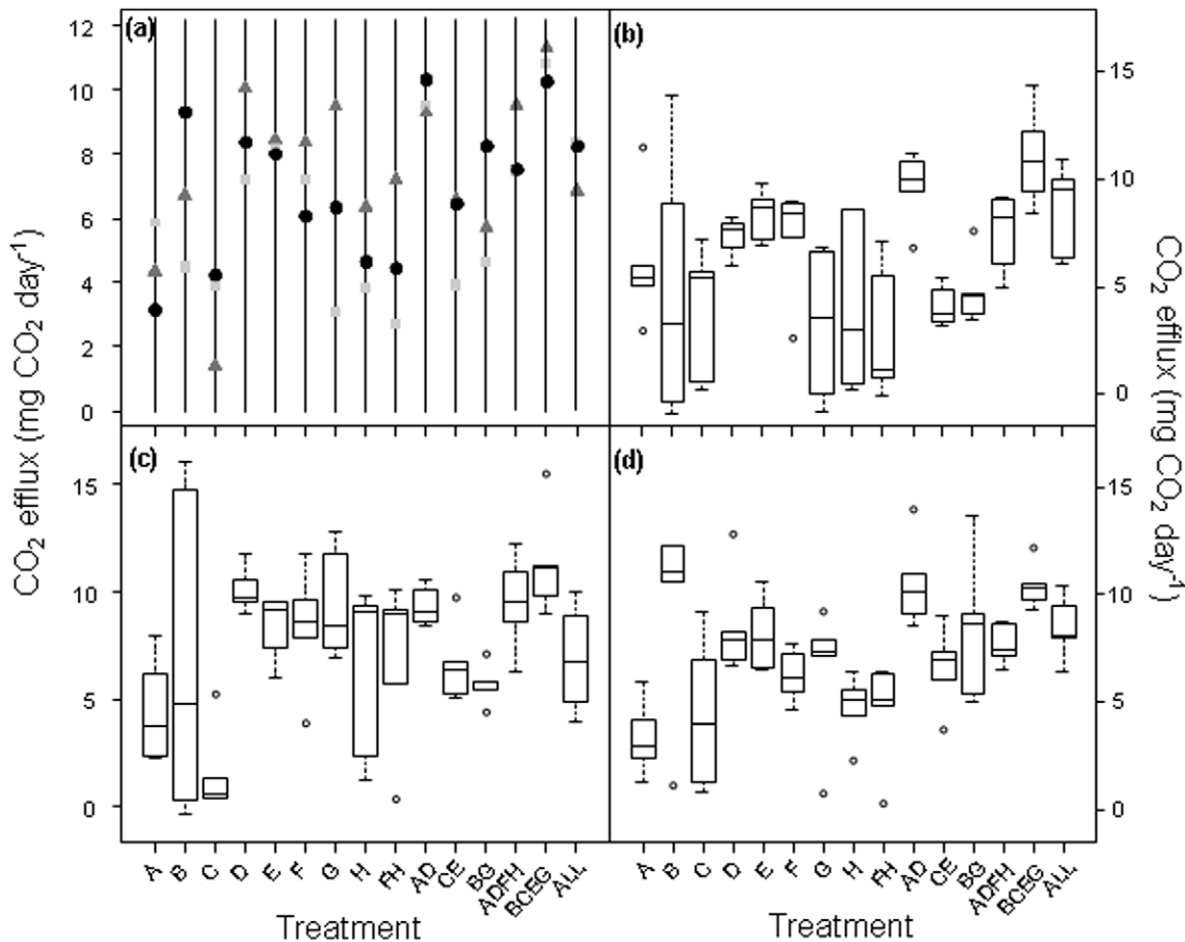 (a)
(b)
12
10
8
6
4
2
0
15
10
5
0
CO2 efflux (mg CO2 day-1)
CO2 efflux (mg CO2 day-1)
(c)
(d)
15
10
5
0
15
10
5
0
A B C D E F G H FH AD CE BG ADFH BCEG ALL
A B C D E F G H FH AD CE BG ADFH BCEG ALL
Treatment
Treatment